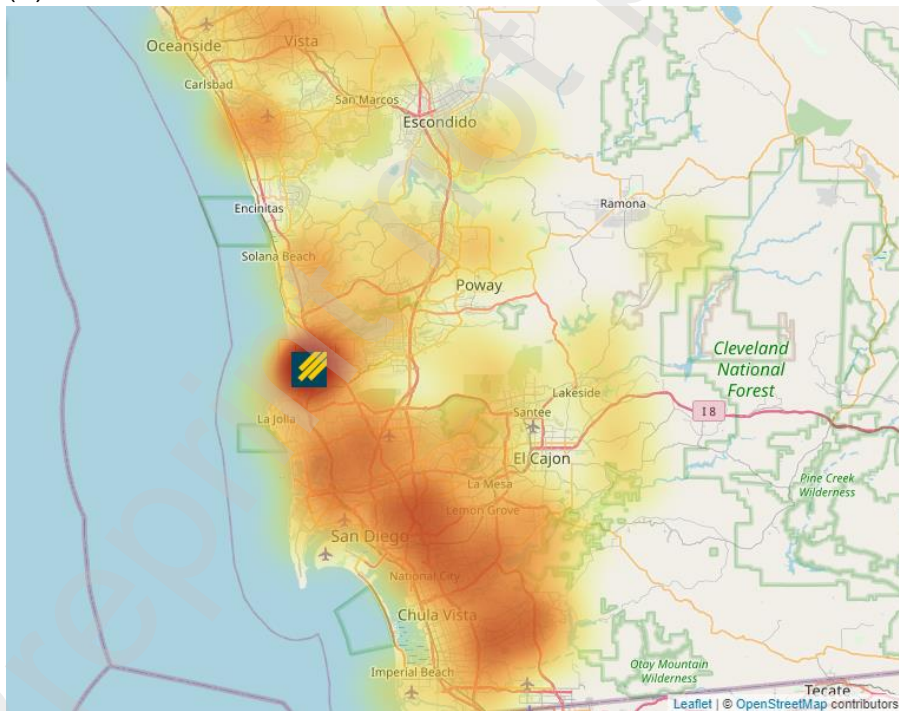 Oceanside
Vista
Carlsbad
San Marcos
Escondido
Encinitas
Ramona
Solana Beach
Poway
Cleveland
National
Forest
La Jolla
Lakeside
Santee
I 8
El Cajon
La Mesa
Pine Creek
Wilderness
Lemon Grove
San Diego
National City
Chula Vista
Imperial Beach
Otay Mountain
Wilderness
Tecate
Leaflet | © OpenStreetMap contributors